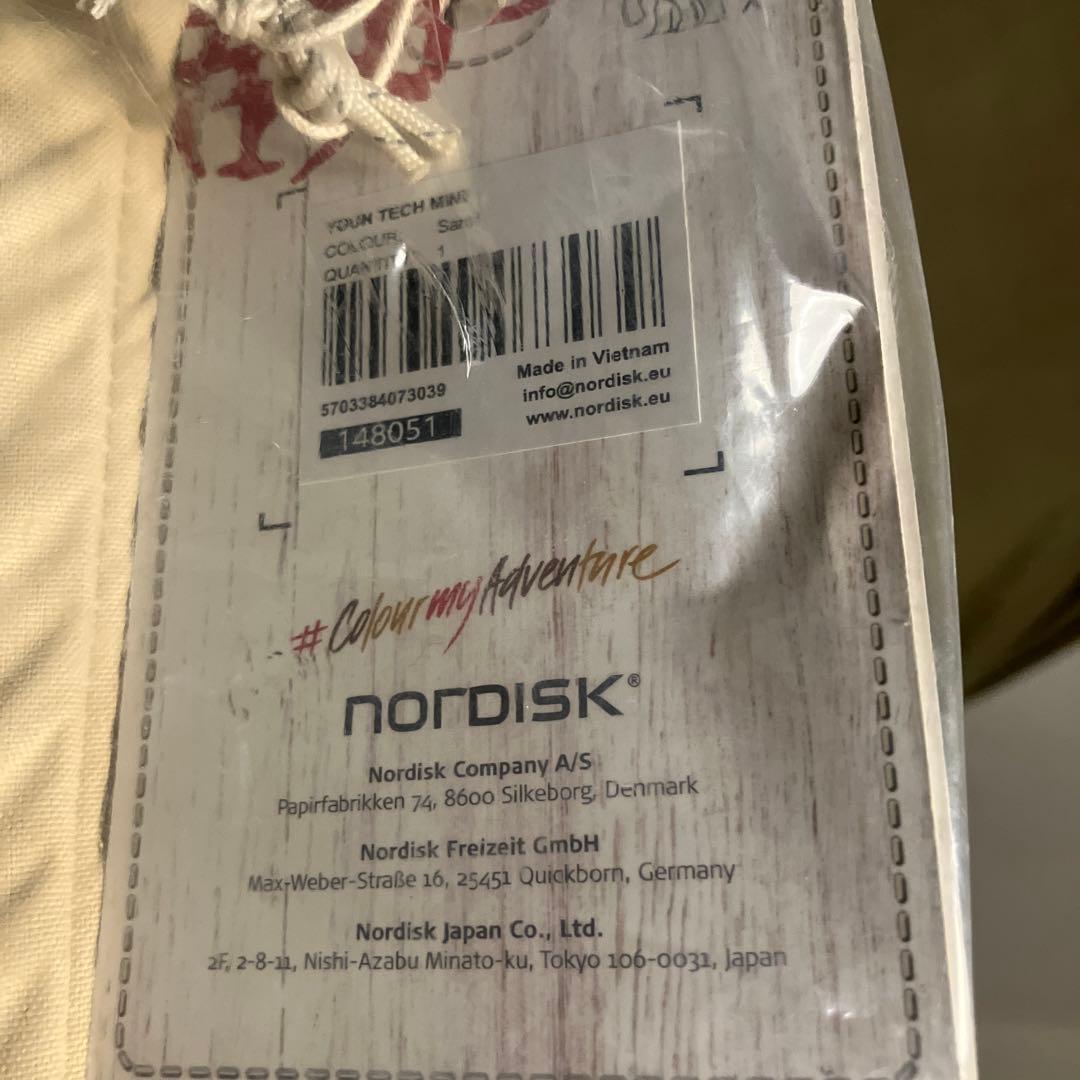 TECH MINI
COLOUR:
QUANTIT
1
5703384073039
148051
Made in Vietnam
info@nordisk.eu
www.nordisk.eu
#ColourmyAdventure
NORDISK®
Nordisk Company A/S
Papirfabrikken 74, 8600 Silkeborg, Denmark
Nordisk Freizeit GmbH
Max-Weber-Straße 16, 25451 Quickborn, Germany
Nordisk Japan Co., Ltd.
2F, 2-8-11, Nishi-Azabu Minato-ku, Tokyo 106-0031, Japan